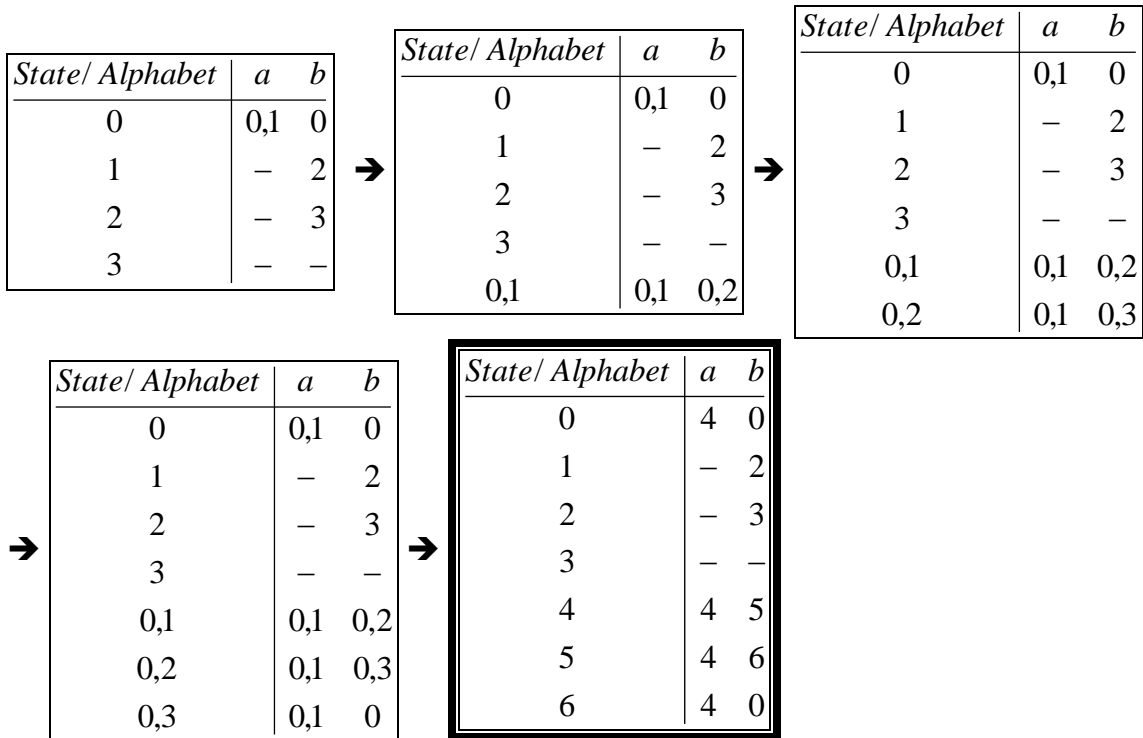 State/ Alphabet a b
0 0,1 0
1 – 2
2 – 3
3 – –
➔
State/ Alphabet a b
0 0,1 0
1 – 2
2 – 3
3 – –
0,1 0,1 0,2
➔
State/ Alphabet a b
0 0,1 0
1 – 2
2 – 3
3 – –
0,1 0,1 0,2
0,2 0,1 0,3
➔
State/ Alphabet a b
0 0,1 0
1 – 2
2 – 3
3 – –
0,1 0,1 0,2
0,2 0,1 0,3
0,3 0,1 0
➔
State/ Alphabet a b
0 4 0
1 – 2
2 – 3
3 – –
4 4 5
5 4 6
6 4 0